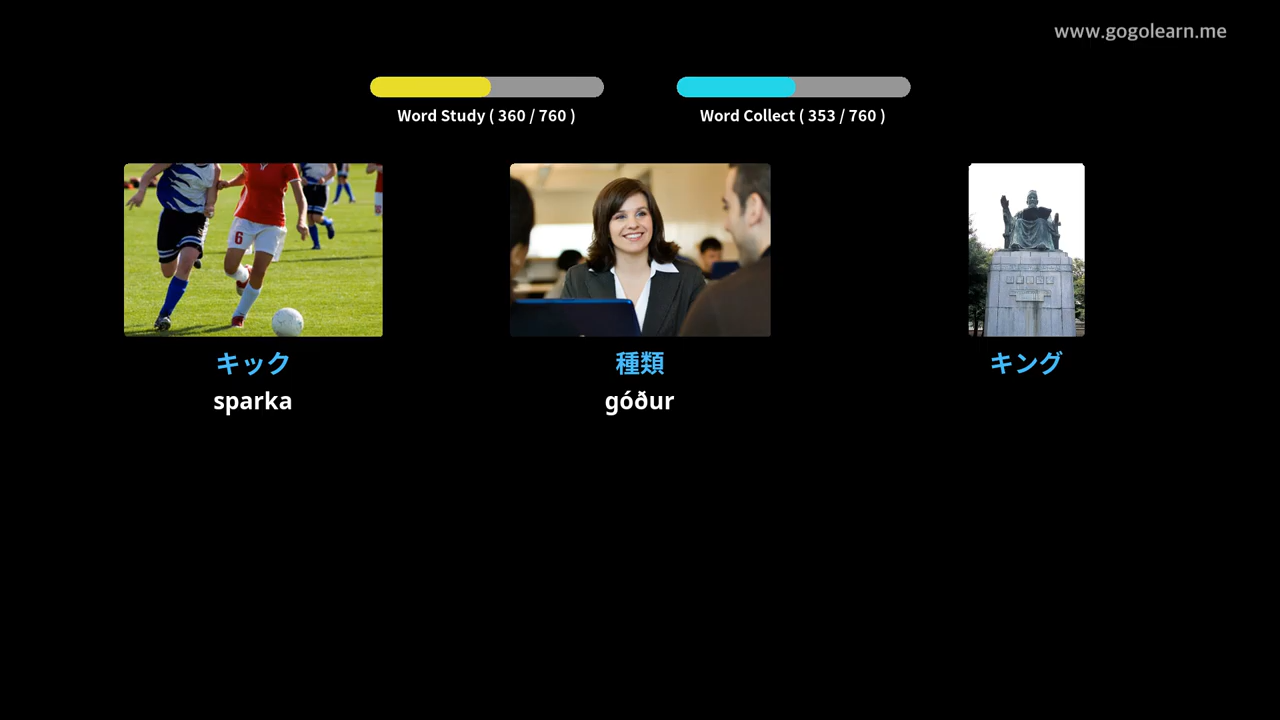 www.gogolearn.me
Word Study ( 360 / 760 )
Word Collect ( 353 / 760 )
6
キック
種類
キング
sparka
góður